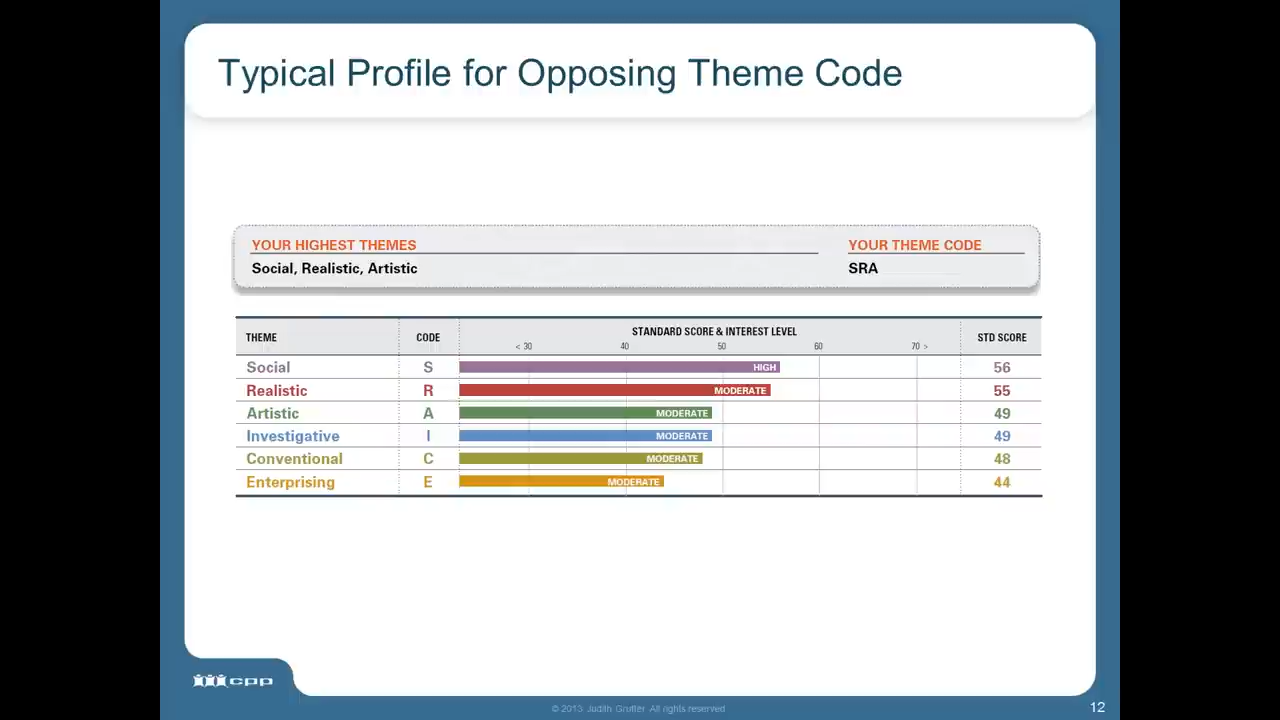 Typical Profile for Opposing Theme Code
YOUR HIGHEST THEMES YOUR THEME CODE
Social, Realistic, Artistic SRA
THEME CODE STANDARD SCORE & INTEREST LEVEL STD SCORE
< 30 40 50 60 70 >
Social S HIGH 56
Realistic R MODERATE 55
Artistic A MODERATE 49
Investigative I MODERATE 49
Conventional C MODERATE 48
Enterprising E MODERATE 44
cpp
© 2013 Judith Grutter All rights reserved
12